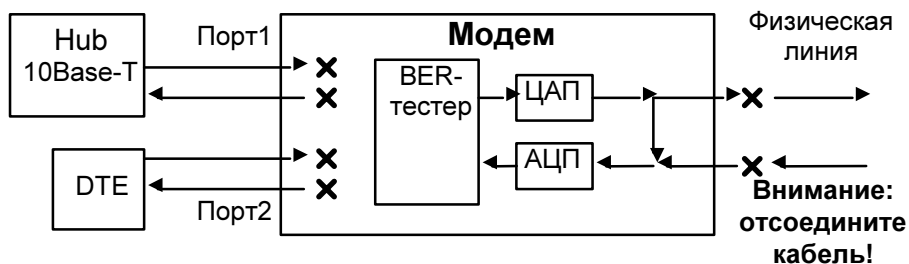 Hub
10Base-T
Порт1
Модем
Физическая
линия
BER-
тестер
ЦАП
АЦП
DTE
Порт2
Внимание:
отсоедините
кабель!